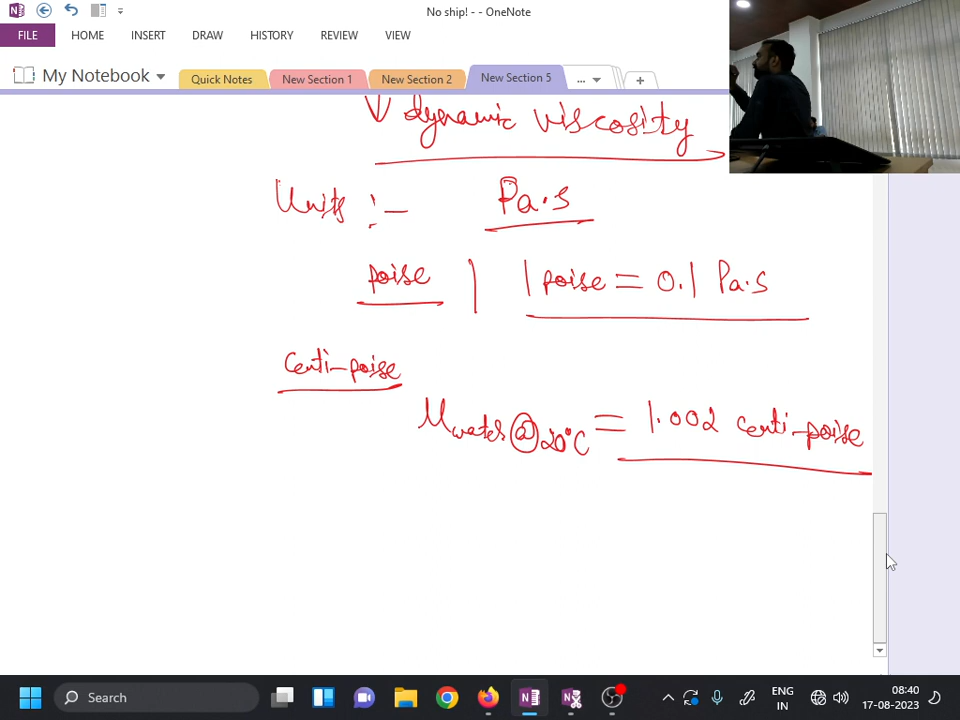 No ship! - - OneNote
FILE HOME INSERT DRAW HISTORY REVIEW VIEW
My Notebook Quick Notes New Section 1 New Section 2 New Section 5 ... +
dynamic viscosity
Units :- Pa.s
poise | 1 poise = 0.1 Pa.s
Centi-poise
μwater@20°C = 1.002 centi-poise
Search
ENG
IN
08:40
17-08-2023